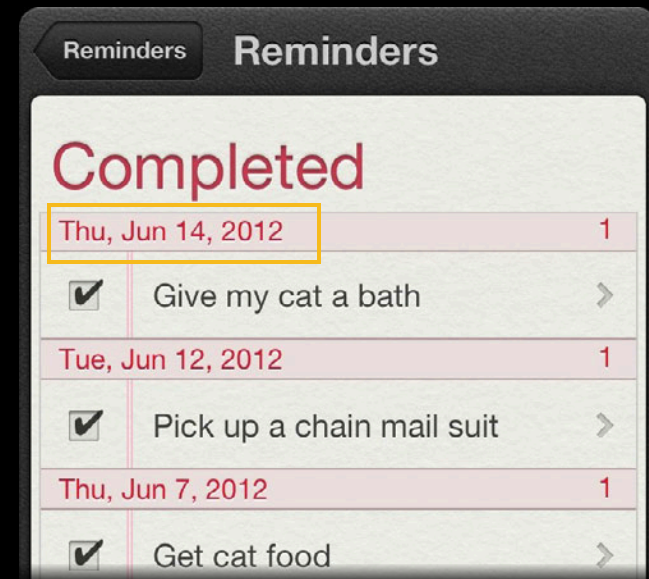 Reminders
Reminders
Completed
Thu, Jun 14, 2012 1
Give my cat a bath
Tue, Jun 12, 2012 1
Pick up a chain mail suit
Thu, Jun 7, 2012 1
Get cat food